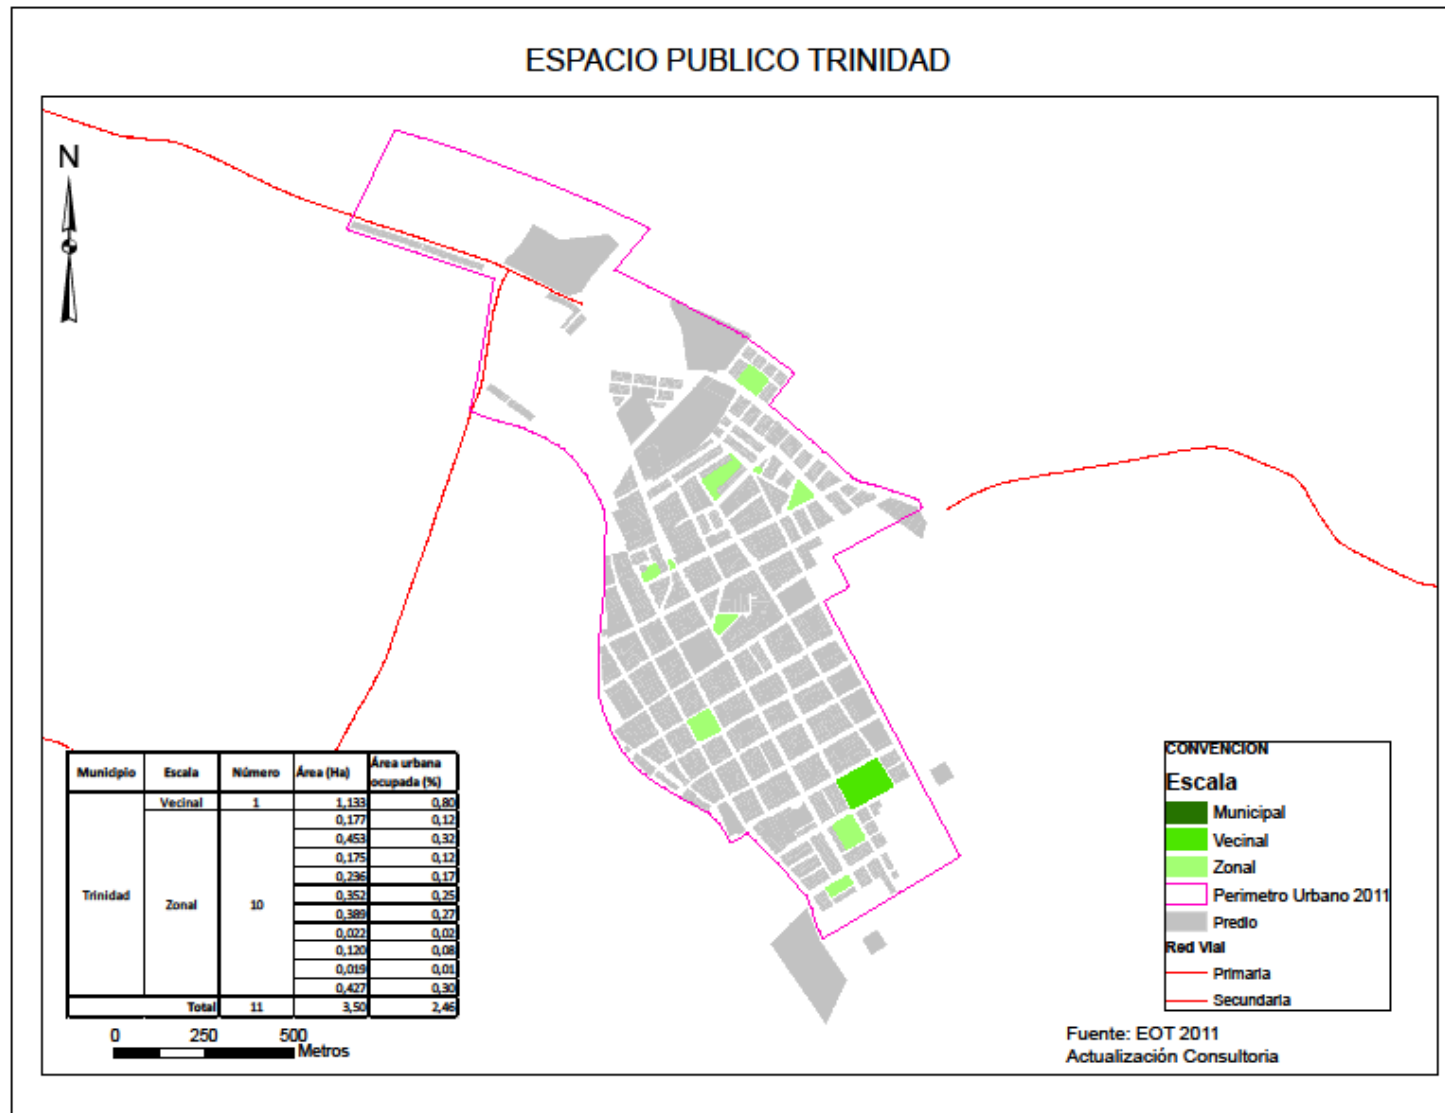 ESPACIO PUBLICO TRINIDAD
N
Municipio Escala Número Área (Ha) Área urbana ocupada (%)
Trinidad
Vecinal 1 1,133 0,80
Zonal 10
0,177 0,12
0,453 0,32
0,175 0,12
0,236 0,17
0,352 0,25
0,389 0,27
0,022 0,02
0,120 0,08
0,019 0,01
0,427 0,30
Total 11 3,50 2,46
0 250 500
Metros
CONVENCION
Escala
Municipal
Vecinal
Zonal
Perimetro Urbano 2011
Predio
Red Vial
Primaria
Secundaria
Fuente: EOT 2011
Actualización Consultoria